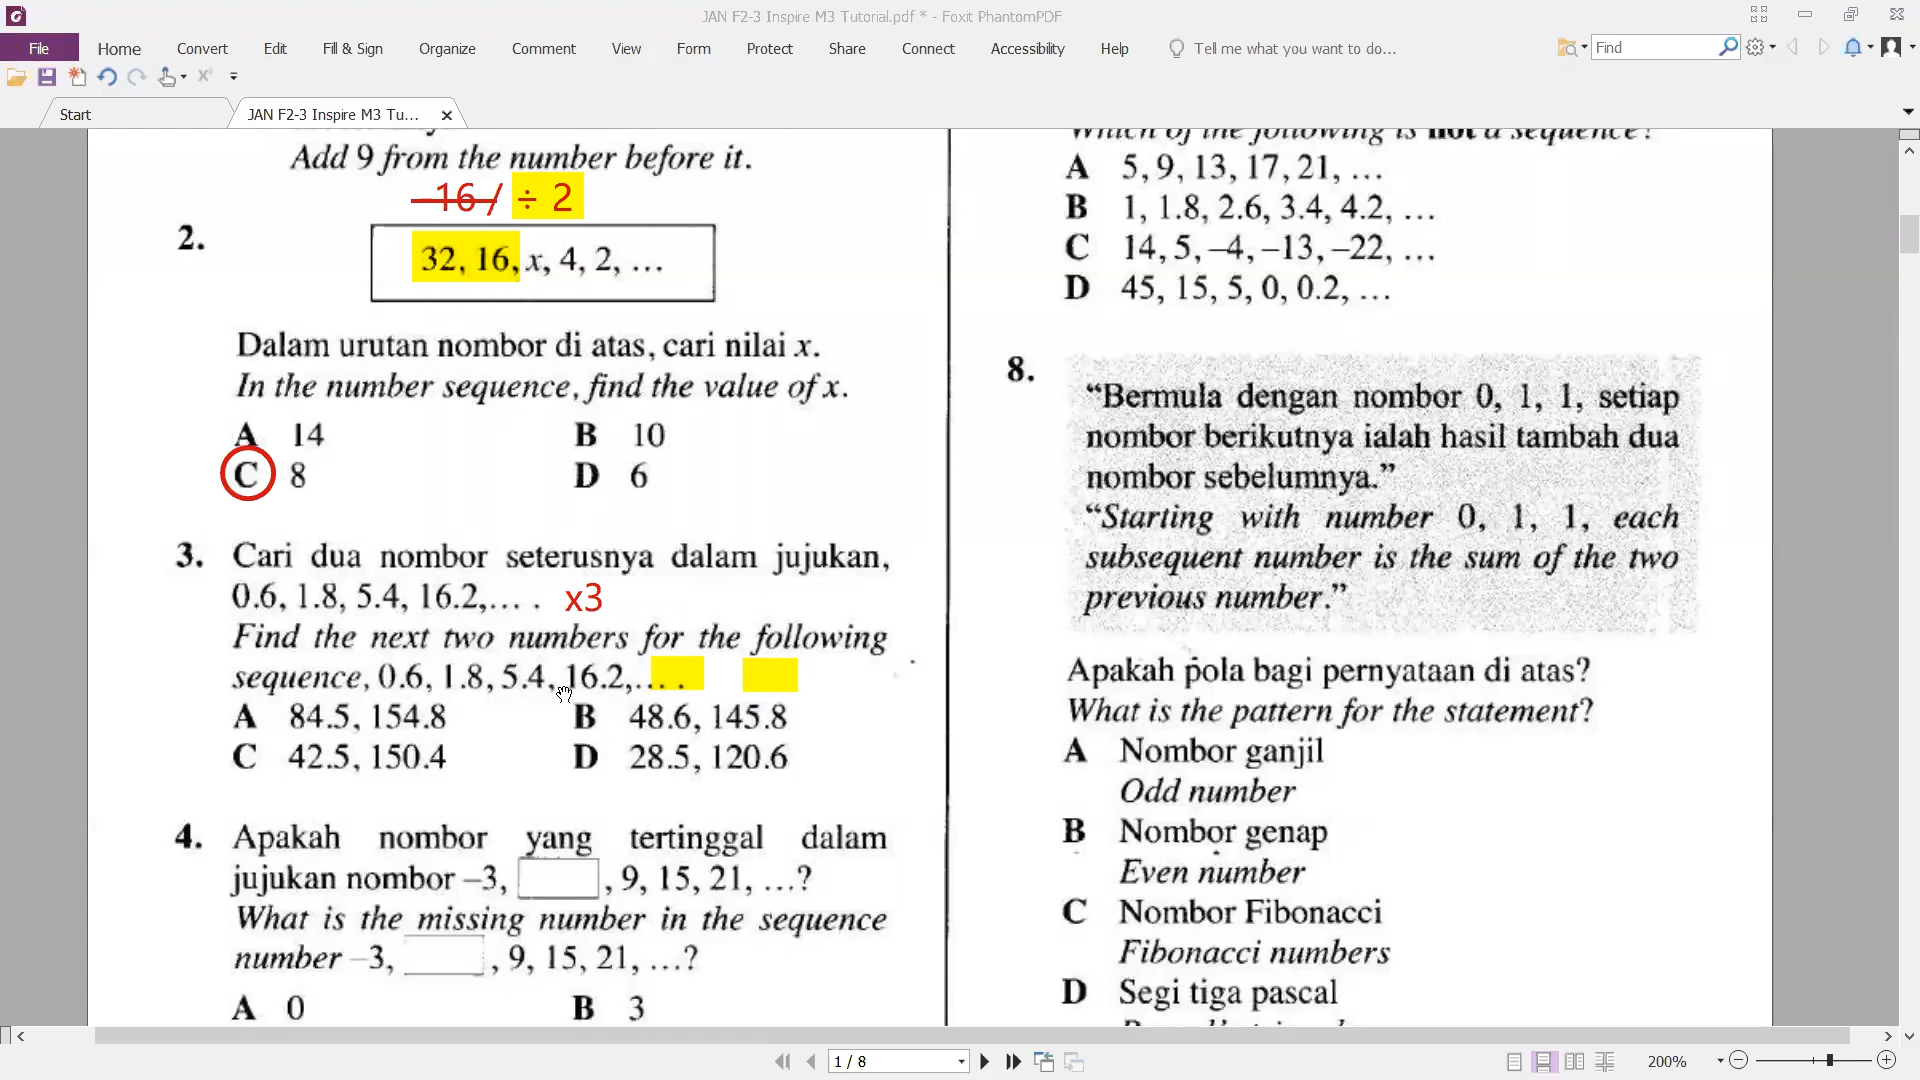 JAN F2-3 Inspire M3 Tutorial.pdf * - Foxit PhantomPDF
File Home Convert Edit Fill & Sign Organize Comment View Form Protect Share Connect Accessibility Help Tell me what you want to do... Find
Start JAN F2-3 Inspire M3 Tu...
Add 9 from the number before it.
–16 / ÷ 2
2.
32, 16, x, 4, 2, …
Dalam urutan nombor di atas, cari nilai x.
In the number sequence, find the value of x.
A 14 B 10
C 8 D 6
3. Cari dua nombor seterusnya dalam jujukan,
0.6, 1.8, 5.4, 16.2,… . x3
Find the next two numbers for the following
sequence, 0.6, 1.8, 5.4, 16.2,… .
A 84.5, 154.8 B 48.6, 145.8
C 42.5, 150.4 D 28.5, 120.6
4. Apakah nombor yang tertinggal dalam
jujukan nombor –3, , 9, 15, 21, …?
What is the missing number in the sequence
number –3, , 9, 15, 21, …?
A 0 B 3
Which of the following is not a sequence?
A 5, 9, 13, 17, 21, …
B 1, 1.8, 2.6, 3.4, 4.2, …
C 14, 5, –4, –13, –22, …
D 45, 15, 5, 0, 0.2, …
8.
“Bermula dengan nombor 0, 1, 1, setiap
nombor berikutnya ialah hasil tambah dua
nombor sebelumnya.”
“Starting with number 0, 1, 1, each
subsequent number is the sum of the two
previous number.”
Apakah pola bagi pernyataan di atas?
What is the pattern for the statement?
A Nombor ganjil
Odd number
B Nombor genap
Even number
C Nombor Fibonacci
Fibonacci numbers
D Segi tiga pascal
1 / 8
200%